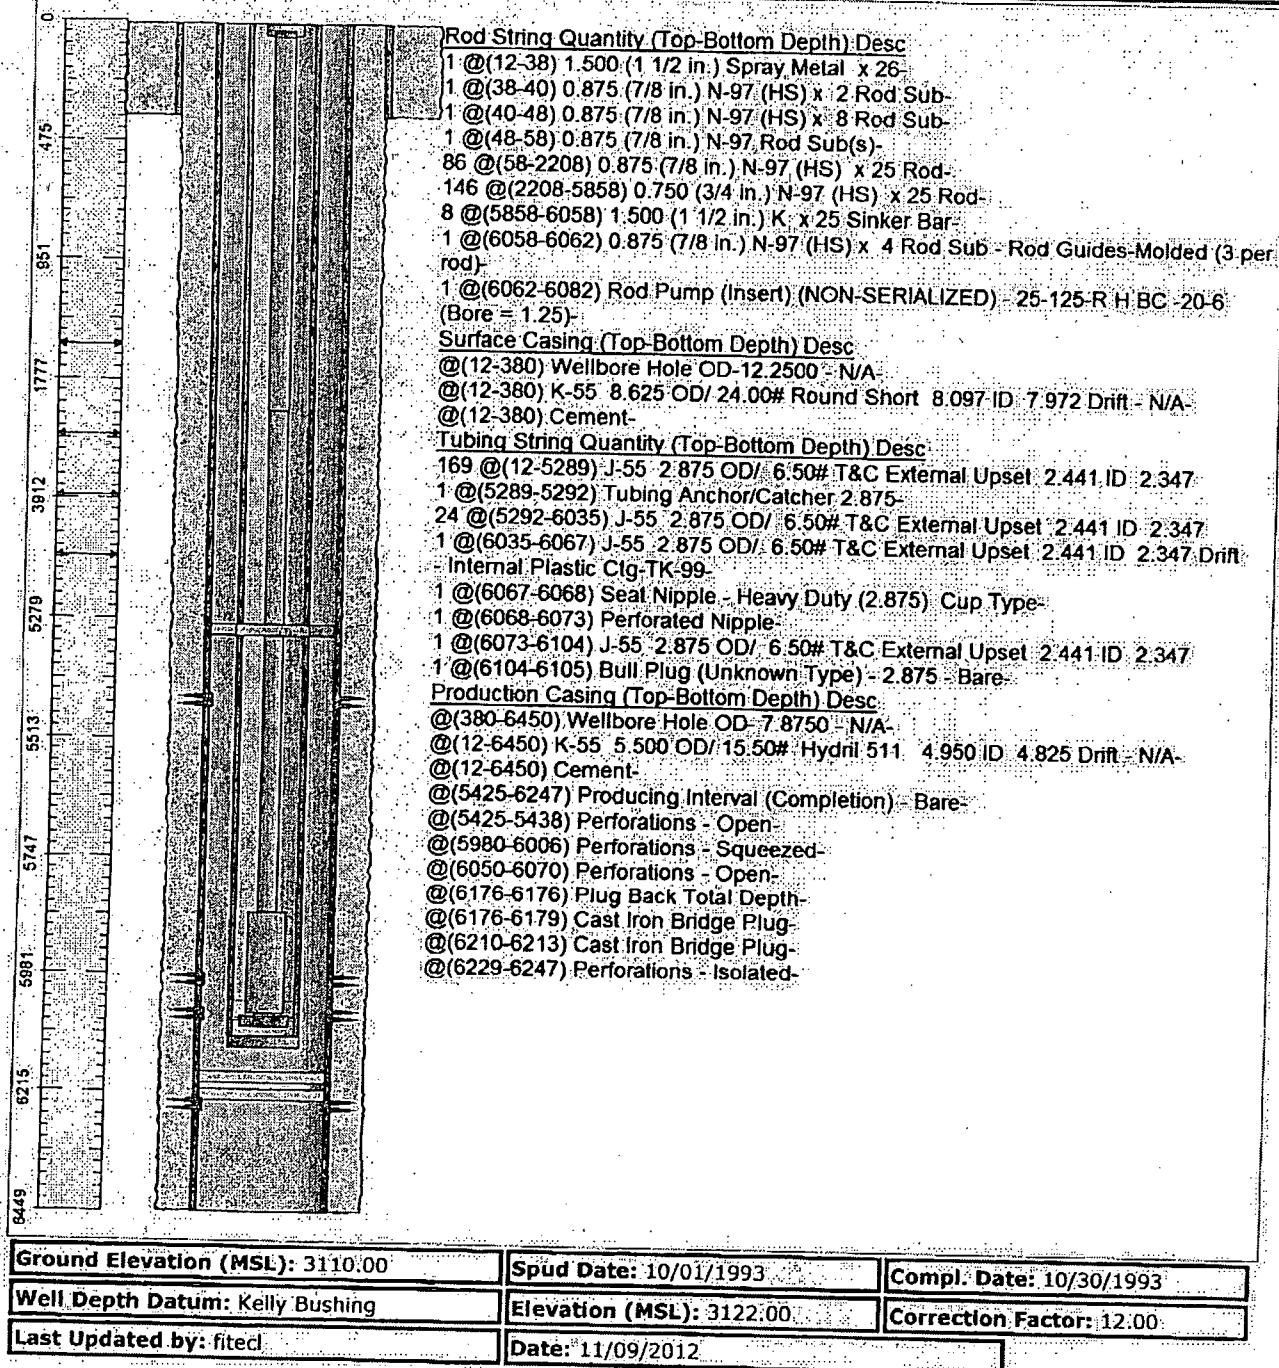 0
475
951
1777
3912
5279
5513
5747
5981
6215
6449
Rod String Quantity (Top-Bottom Depth) Desc
1 @(12-38) 1.500 (1 1/2 in.) Spray Metal x 26-
1 @(38-40) 0.875 (7/8 in.) N-97 (HS) x 2 Rod Sub-
1 @(40-48) 0.875 (7/8 in.) N-97 (HS) x 8 Rod Sub-
1 @(48-58) 0.875 (7/8 in.) N-97 Rod Sub(s)-
86 @(58-2208) 0.875 (7/8 in.) N-97 (HS) x 25 Rod-
146 @(2208-5858) 0.750 (3/4 in.) N-97 (HS) x 25 Rod-
8 @(5858-6058) 1.500 (1 1/2 in.) K x 25 Sinker Bar-
1 @(6058-6062) 0.875 (7/8 in.) N-97 (HS) x 4 Rod Sub - Rod Guides-Molded (3 per
rod)-
1 @(6062-6082) Rod Pump (Insert) (NON-SERIALIZED) - 25-125-R H BC -20-6
(Bore = 1.25)-
Surface Casing (Top-Bottom Depth) Desc
@(12-380) Wellbore Hole OD-12.2500 - N/A-
@(12-380) K-55 8.625 OD/ 24.00# Round Short 8.097 ID 7.972 Drift - N/A-
@(12-380) Cement-
Tubing String Quantity (Top-Bottom Depth) Desc
169 @(12-5289) J-55 2.875 OD/ 6.50# T&C External Upset 2.441 ID 2.347
1 @(5289-5292) Tubing Anchor/Catcher 2.875-
24 @(5292-6035) J-55 2.875 OD/ 6.50# T&C External Upset 2.441 ID 2.347
1 @(6035-6067) J-55 2.875 OD/ 6.50# T&C External Upset 2.441 ID 2.347 Drift
- Internal Plastic Ctg-TK-99-
1 @(6067-6068) Seat Nipple - Heavy Duty (2.875) Cup Type-
1 @(6068-6073) Perforated Nipple-
1 @(6073-6104) J-55 2.875 OD/ 6.50# T&C External Upset 2.441 ID 2.347
1 @(6104-6105) Bull Plug (Unknown Type) - 2.875 - Bare-
Production Casing (Top-Bottom Depth) Desc
@(380-6450) Wellbore Hole OD- 7.8750 - N/A-
@(12-6450) K-55 5.500 OD/ 15.50# Hydril 511 4.950 ID 4.825 Drift - N/A-
@(12-6450) Cement-
@(5425-6247) Producing Interval (Completion) - Bare-
@(5425-5438) Perforations - Open-
@(5980-6006) Perforations - Squeezed-
@(6050-6070) Perforations - Open-
@(6176-6176) Plug Back Total Depth-
@(6176-6179) Cast Iron Bridge Plug-
@(6210-6213) Cast Iron Bridge Plug-
@(6229-6247) Perforations - Isolated-
Ground Elevation (MSL): 3110.00 Spud Date: 10/01/1993 Compl. Date: 10/30/1993
Well Depth Datum: Kelly Bushing Elevation (MSL): 3122.00 Correction Factor: 12.00
Last Updated by: fitecl Date: 11/09/2012